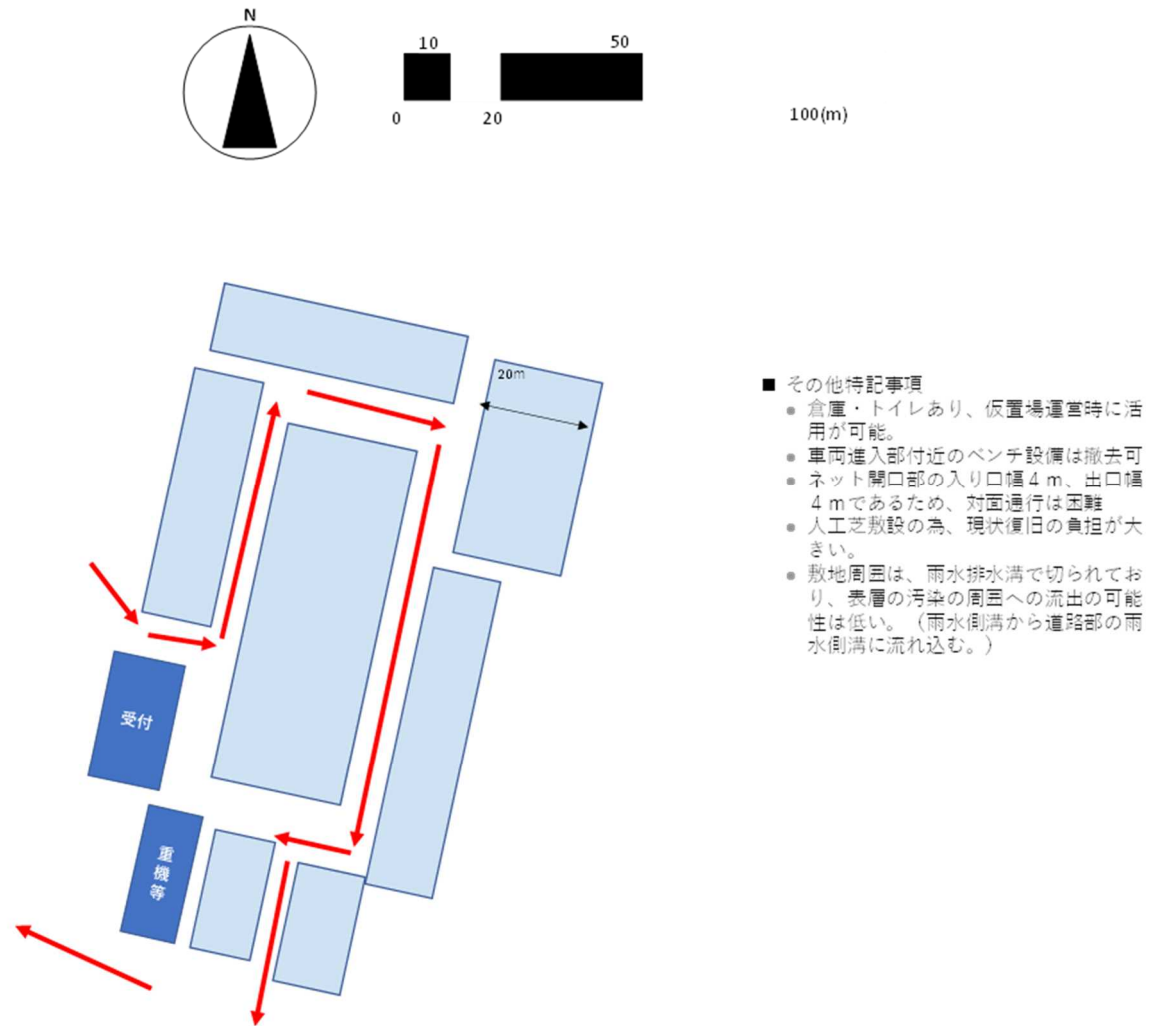 N
10
50
0
20
100(m)
20m
■ その他特記事項
● 倉庫・トイレあり、仮置場運営時に活
用が可能。
● 車両進入部付近のベンチ設備は撤去可
● ネット開口部の入り口幅４ｍ、出口幅
４ｍであるため、対面通行は困難
● 人工芝敷設の為、現状復旧の負担が大
きい。
● 敷地周囲は、雨水排水溝で切られてお
り、表層の汚染の周囲への流出の可能
性は低い。（雨水側溝から道路部の雨
水側溝に流れ込む。）
受付
重機等